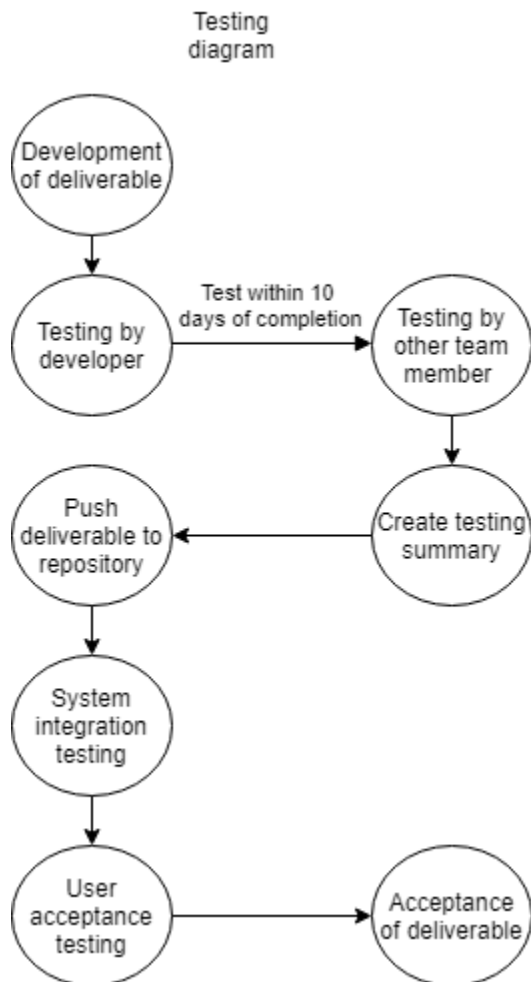 Testing
diagram
Development
of deliverable
Testing by
developer
Test within 10
days of completion
Testing by
other team
member
Push
deliverable to
repository
Create testing
summary
System
integration
testing
User
acceptance
testing
Acceptance
of deliverable